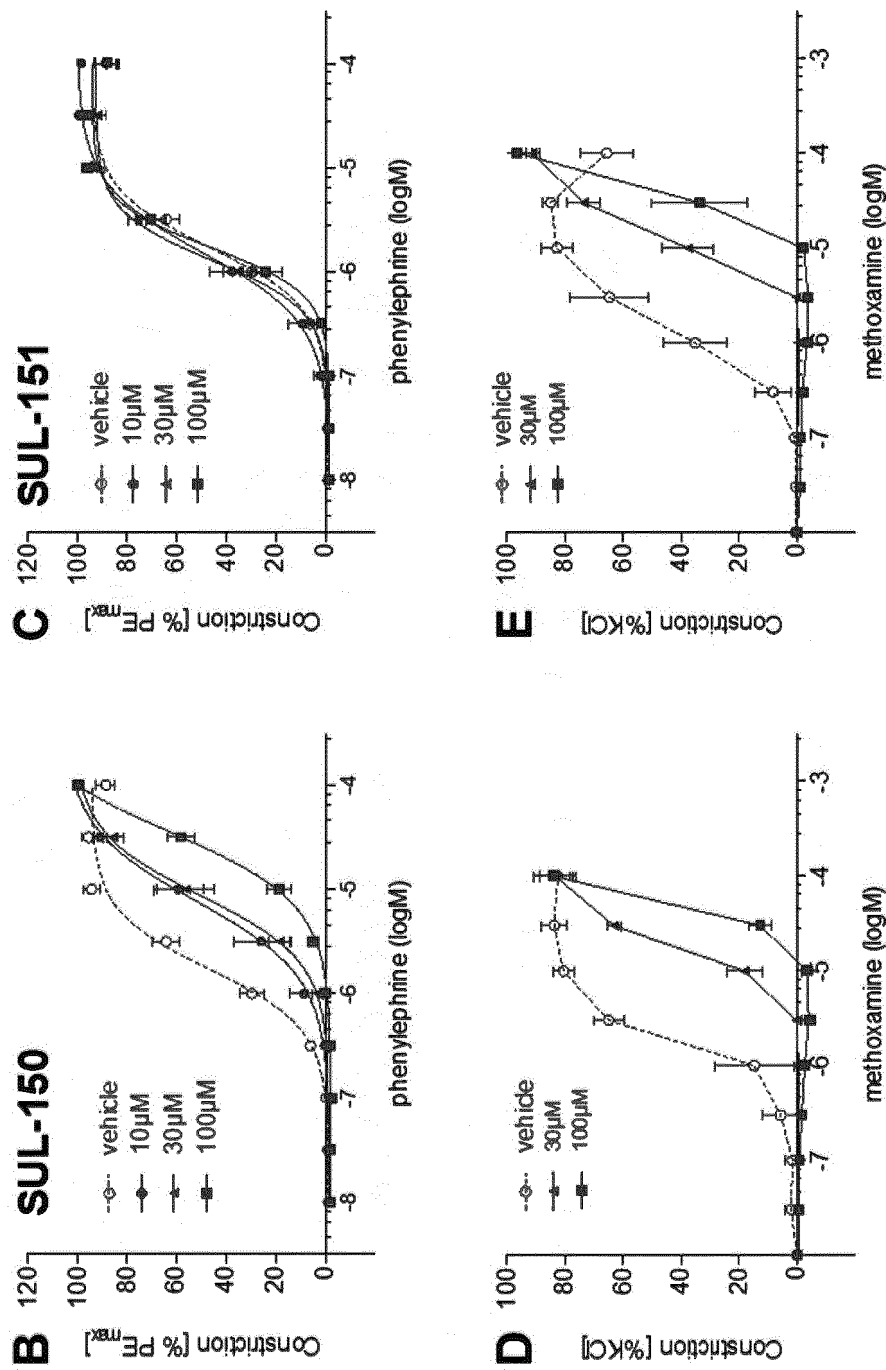 B
SUL-150
Constriction [% PEmax]
120
100
80
60
40
20
0
vehicle
10µM
30µM
100µM
-8
-7
-6
-5
-4
phenylephrine (logM)
C
SUL-151
Constriction [% PEmax]
120
100
80
60
40
20
0
vehicle
10µM
30µM
100µM
-8
-7
-6
-5
-4
phenylephrine (logM)
D
Constriction [%KCl]
100
80
60
40
20
0
vehicle
30µM
100µM
-7
-6
-5
-4
-3
methoxamine (logM)
E
Constriction [%KCl]
100
80
60
40
20
0
vehicle
30µM
100µM
-7
-6
-5
-4
-3
methoxamine (logM)